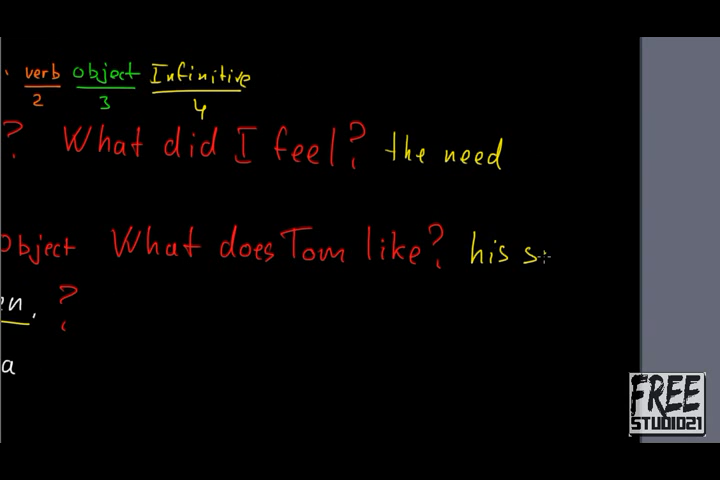 . verb object Infinitive
2 3 4
? What did I feel? the need
Object What does Tom like? his s
en. ?
a
FREE
STUDIO21